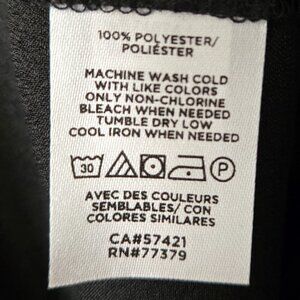 100% POLYESTER/
POLIÉSTER
MACHINE WASH COLD
WITH LIKE COLORS
ONLY NON-CHLORINE
BLEACH WHEN NEEDED
TUMBLE DRY LOW
COOL IRON WHEN NEEDED
30 P
AVEC DES COULEURS
SEMBLABLES/ CON
COLORES SIMILARES
CA#57421
RN#77379